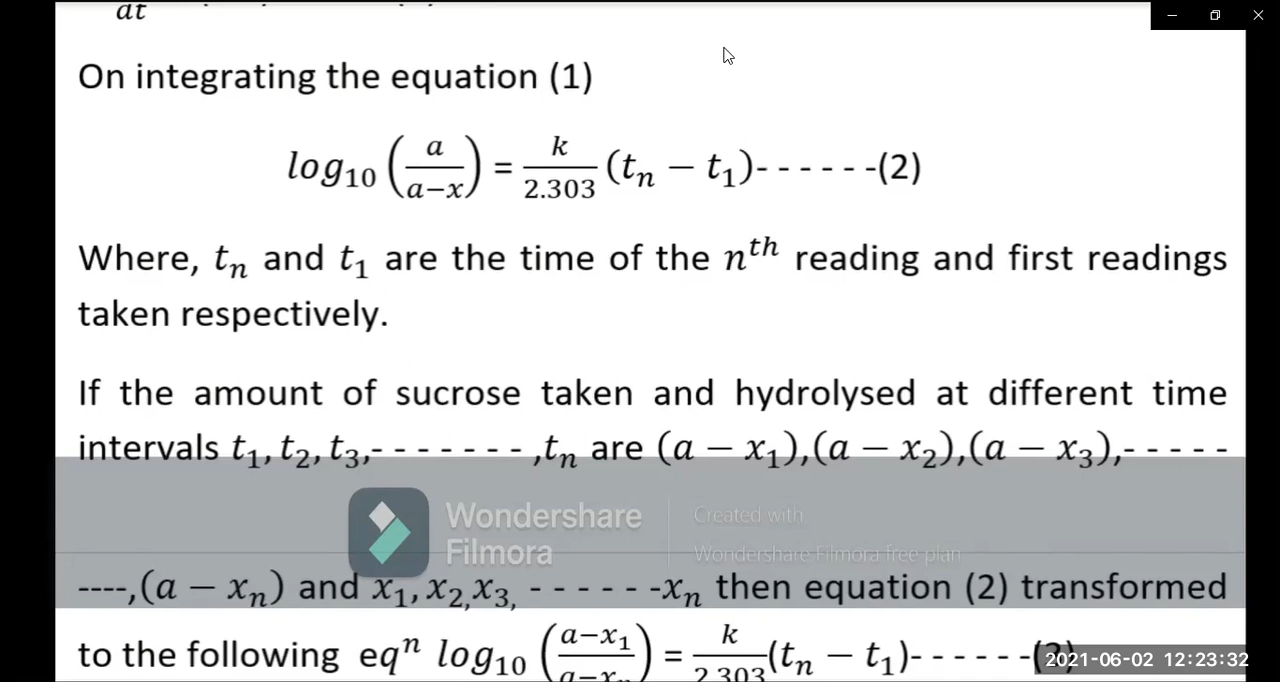 dt
On integrating the equation (1)
log₁₀ (a/(a−x)) = k/2.303 (tₙ − t₁)- - - - - -(2)
Where, tₙ and t₁ are the time of the nᵗʰ reading and first readings
taken respectively.
If the amount of sucrose taken and hydrolysed at different time
intervals t₁, t₂, t₃,- - - - - - - ,tₙ are (a − x₁),(a − x₂),(a − x₃),- - - - -
Wondershare
Filmora
Created with
Wondershare Filmora free plan
----,(a − xₙ) and x₁, x₂,x₃, - - - - - -xₙ then equation (2) transformed
to the following eqⁿ log₁₀ ((a−x₁)/(a−xₙ)) = k/2.303 (tₙ − t₁)- - - - - -(3)
2021-06-02 12:23:32